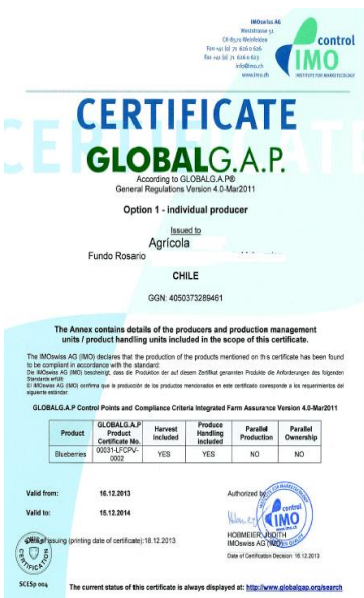 IMOswiss AG
Weststrasse 51
CH-8570 Weinfelden
Fon +41 (0) 71 626 0 626
Fax +41 (0) 71 626 0 623
info@imo.ch
www.imo.ch
control
IMO
INSTITUTE FOR MARKETECOLOGY
CERTIFICATE
GLOBALG.A.P.
According to GLOBALG.A.P®
General Regulations Version 4.0-Mar2011
Option 1 - individual producer
Issued to
Agrícola
Fundo Rosario
CHILE
GGN: 4050373289461
The Annex contains details of the producers and production management
units / product handling units included in the scope of this certificate.
The IMOswiss AG (IMO) declares that the production of the products mentioned on this certificate has been found
to be compliant in accordance with the standard:
Die IMOswiss AG (IMO) bescheinigt, dass die Produktion der auf diesem Zertifikat genannten Produkte die Anforderungen des folgenden
Standards erfüllt:
El IMOswiss AG (IMO) confirma que la producción de los productos mencionados en este certificado corresponde a los requerimientos del
siguiente estándar:
GLOBALG.A.P Control Points and Compliance Criteria Integrated Farm Assurance Version 4.0-Mar2011
Product GLOBALG.A.P Product Certificate No. Harvest included Produce Handling included Parallel Production Parallel Ownership
Blueberries 00031-LFCPV-0002 YES YES NO NO
Valid from: 16.12.2013
Authorized by
Valid to: 15.12.2014
control
IMO
HOBMEIER JUDITH
IMOswiss AG (IMO)
issuing (printing date of certificate):18.12.2013
Date of Certification Decision: 16.12.2013
CERTIFICATION
SCESp 004
The current status of this certificate is always displayed at: http://www.globalgap.org/search